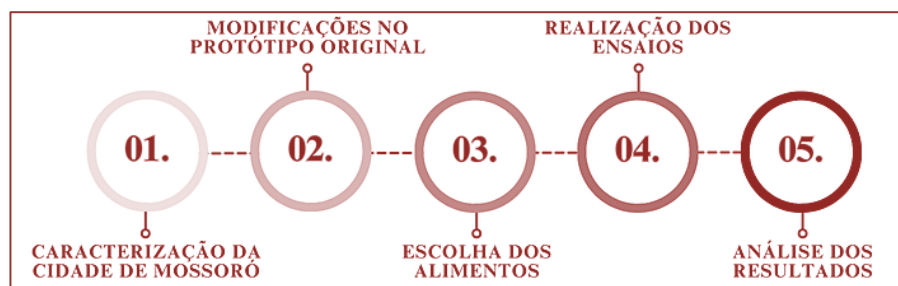 MODIFICAÇÕES NO
PROTÓTIPO ORIGINAL
REALIZAÇÃO DOS
ENSAIOS
01.
02.
03.
04.
05.
CARACTERIZAÇÃO DA
CIDADE DE MOSSORÓ
ESCOLHA DOS
ALIMENTOS
ANÁLISE DOS
RESULTADOS